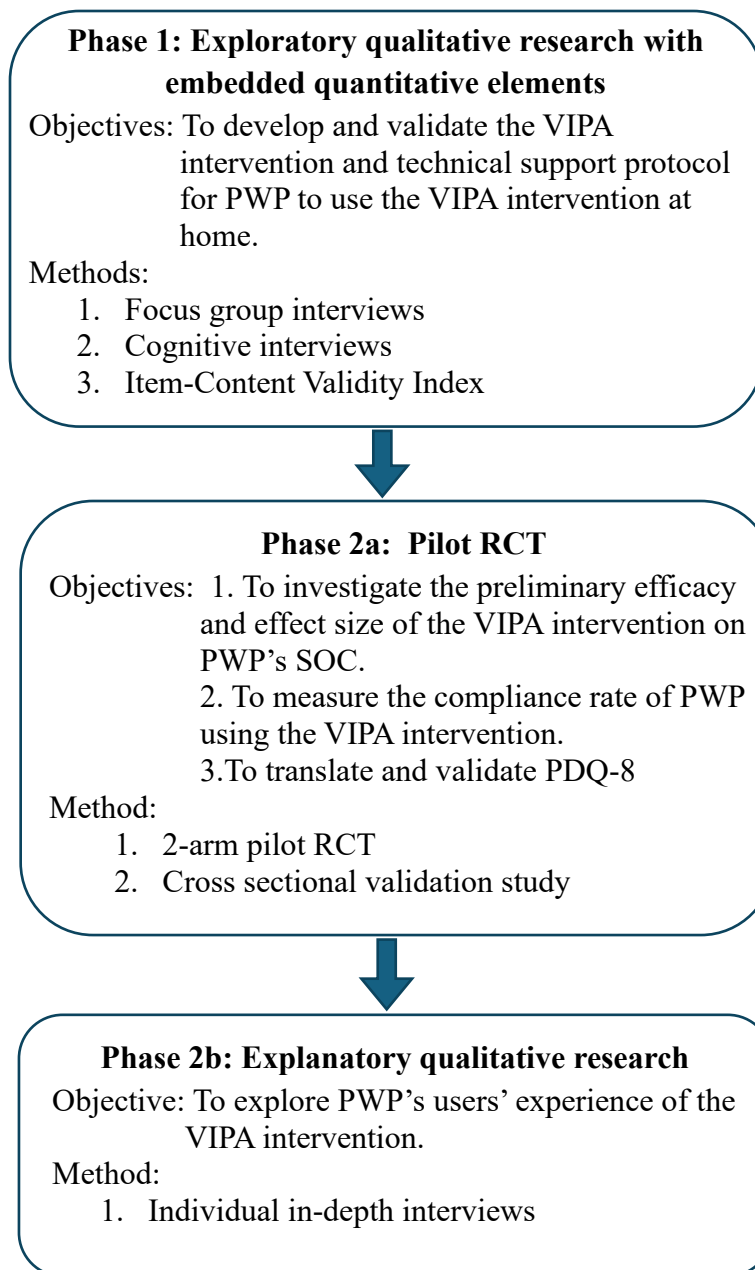 Phase 1: Exploratory qualitative research with
embedded quantitative elements
Objectives: To develop and validate the VIPA
intervention and technical support protocol
for PWP to use the VIPA intervention at
home.
Methods:
1. Focus group interviews
2. Cognitive interviews
3. Item-Content Validity Index
Phase 2a: Pilot RCT
Objectives: 1. To investigate the preliminary efficacy
and effect size of the VIPA intervention on
PWP’s SOC.
2. To measure the compliance rate of PWP
using the VIPA intervention.
3.To translate and validate PDQ-8
Method:
1. 2-arm pilot RCT
2. Cross sectional validation study
Phase 2b: Explanatory qualitative research
Objective: To explore PWP’s users’ experience of the
VIPA intervention.
Method:
1. Individual in-depth interviews